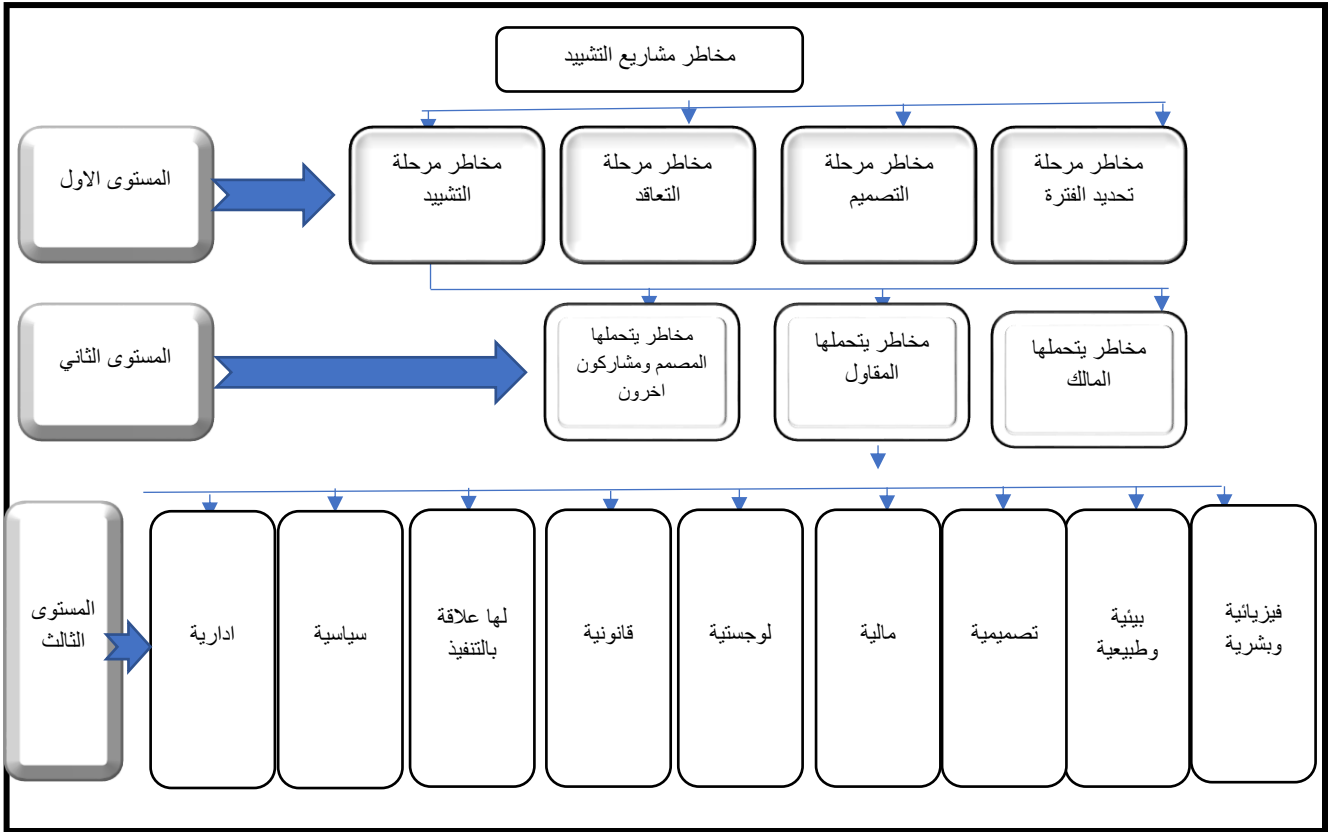 مخاطر مشاريع التشييد
مخاطر مرحلة
تحديد الفترة
مخاطر مرحلة
التصميم
مخاطر مرحلة
التعاقد
مخاطر مرحلة
التشييد
المستوى الاول
مخاطر يتحملها
المالك
مخاطر يتحملها
المقاول
مخاطر يتحملها
المصمم ومشاركون
اخرون
المستوى الثاني
فيزيائية
وبشرية
بيئية
وطبيعية
تصميمية
مالية
لوجستية
قانونية
لها علاقة
بالتنفيذ
سياسية
ادارية
المستوى
الثالث